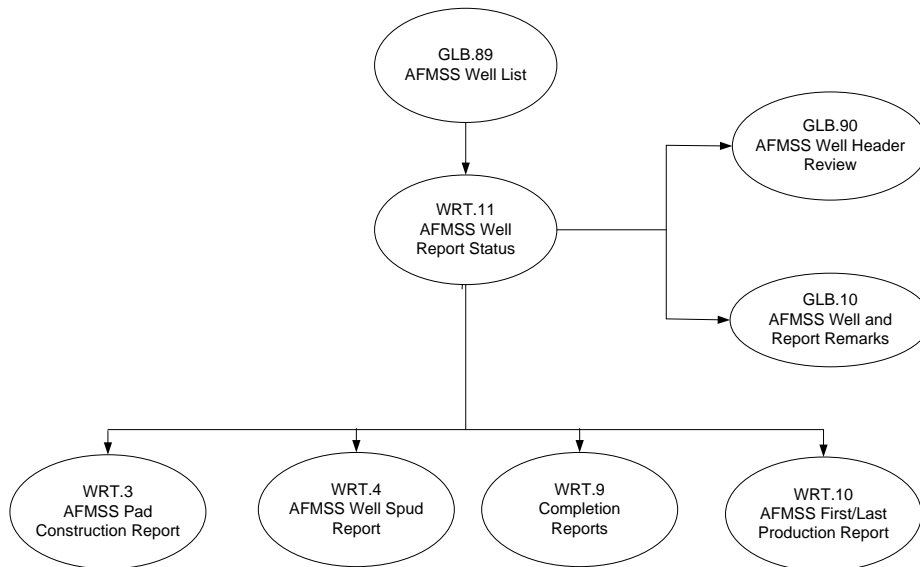 GLB.89
AFMSS Well List
GLB.90
AFMSS Well Header
Review
WRT.11
AFMSS Well
Report Status
GLB.10
AFMSS Well and
Report Remarks
WRT.3
AFMSS Pad
Construction Report
WRT.4
AFMSS Well Spud
Report
WRT.9
Completion
Reports
WRT.10
AFMSS First/Last
Production Report